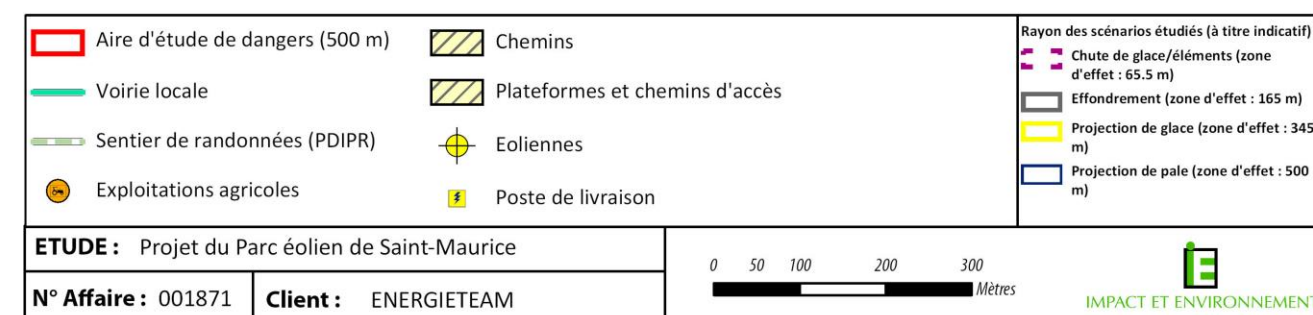 Aire d'étude de dangers (500 m)
Voirie locale
Sentier de randonnées (PDIPR)
Exploitations agricoles
Chemins
Plateformes et chemins d'accès
Eoliennes
Poste de livraison
Rayon des scénarios étudiés (à titre indicatif)
Chute de glace/éléments (zone
d'effet : 65.5 m)
Effondrement (zone d'effet : 165 m)
Projection de glace (zone d'effet : 345
m)
Projection de pale (zone d'effet : 500
m)
ETUDE : Projet du Parc éolien de Saint-Maurice
N° Affaire : 001871 Client : ENERGIETEAM
0 50 100 200 300
Mètres
IE
IMPACT ET ENVIRONNEMENT